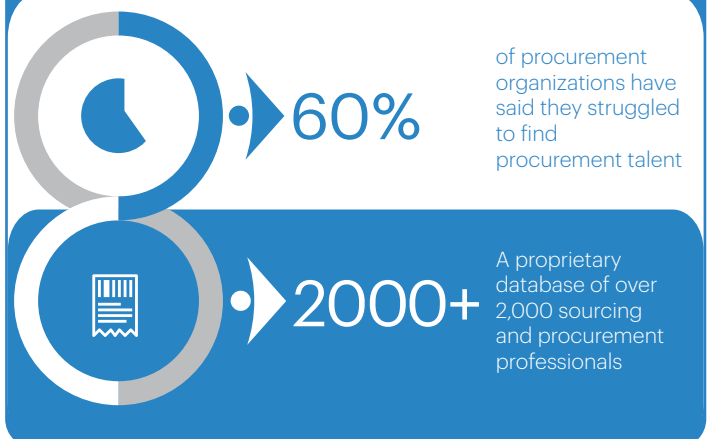 60%
of procurement
organizations have
said they struggled
to find
procurement talent
2000+
A proprietary
database of over
2,000 sourcing
and procurement
professionals